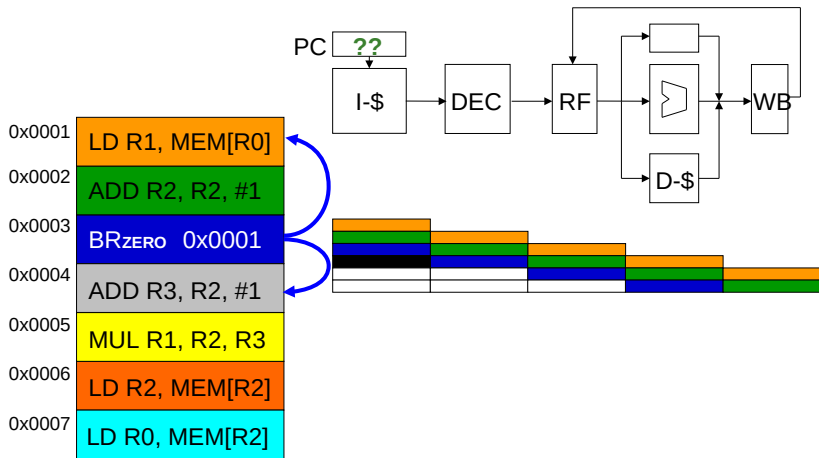 PC ??
I-$ DEC RF WB
D-$
0x0001 LD R1, MEM[R0]
0x0002 ADD R2, R2, #1
0x0003 BRZERO 0x0001
0x0004 ADD R3, R2, #1
0x0005 MUL R1, R2, R3
0x0006 LD R2, MEM[R2]
0x0007 LD R0, MEM[R2]